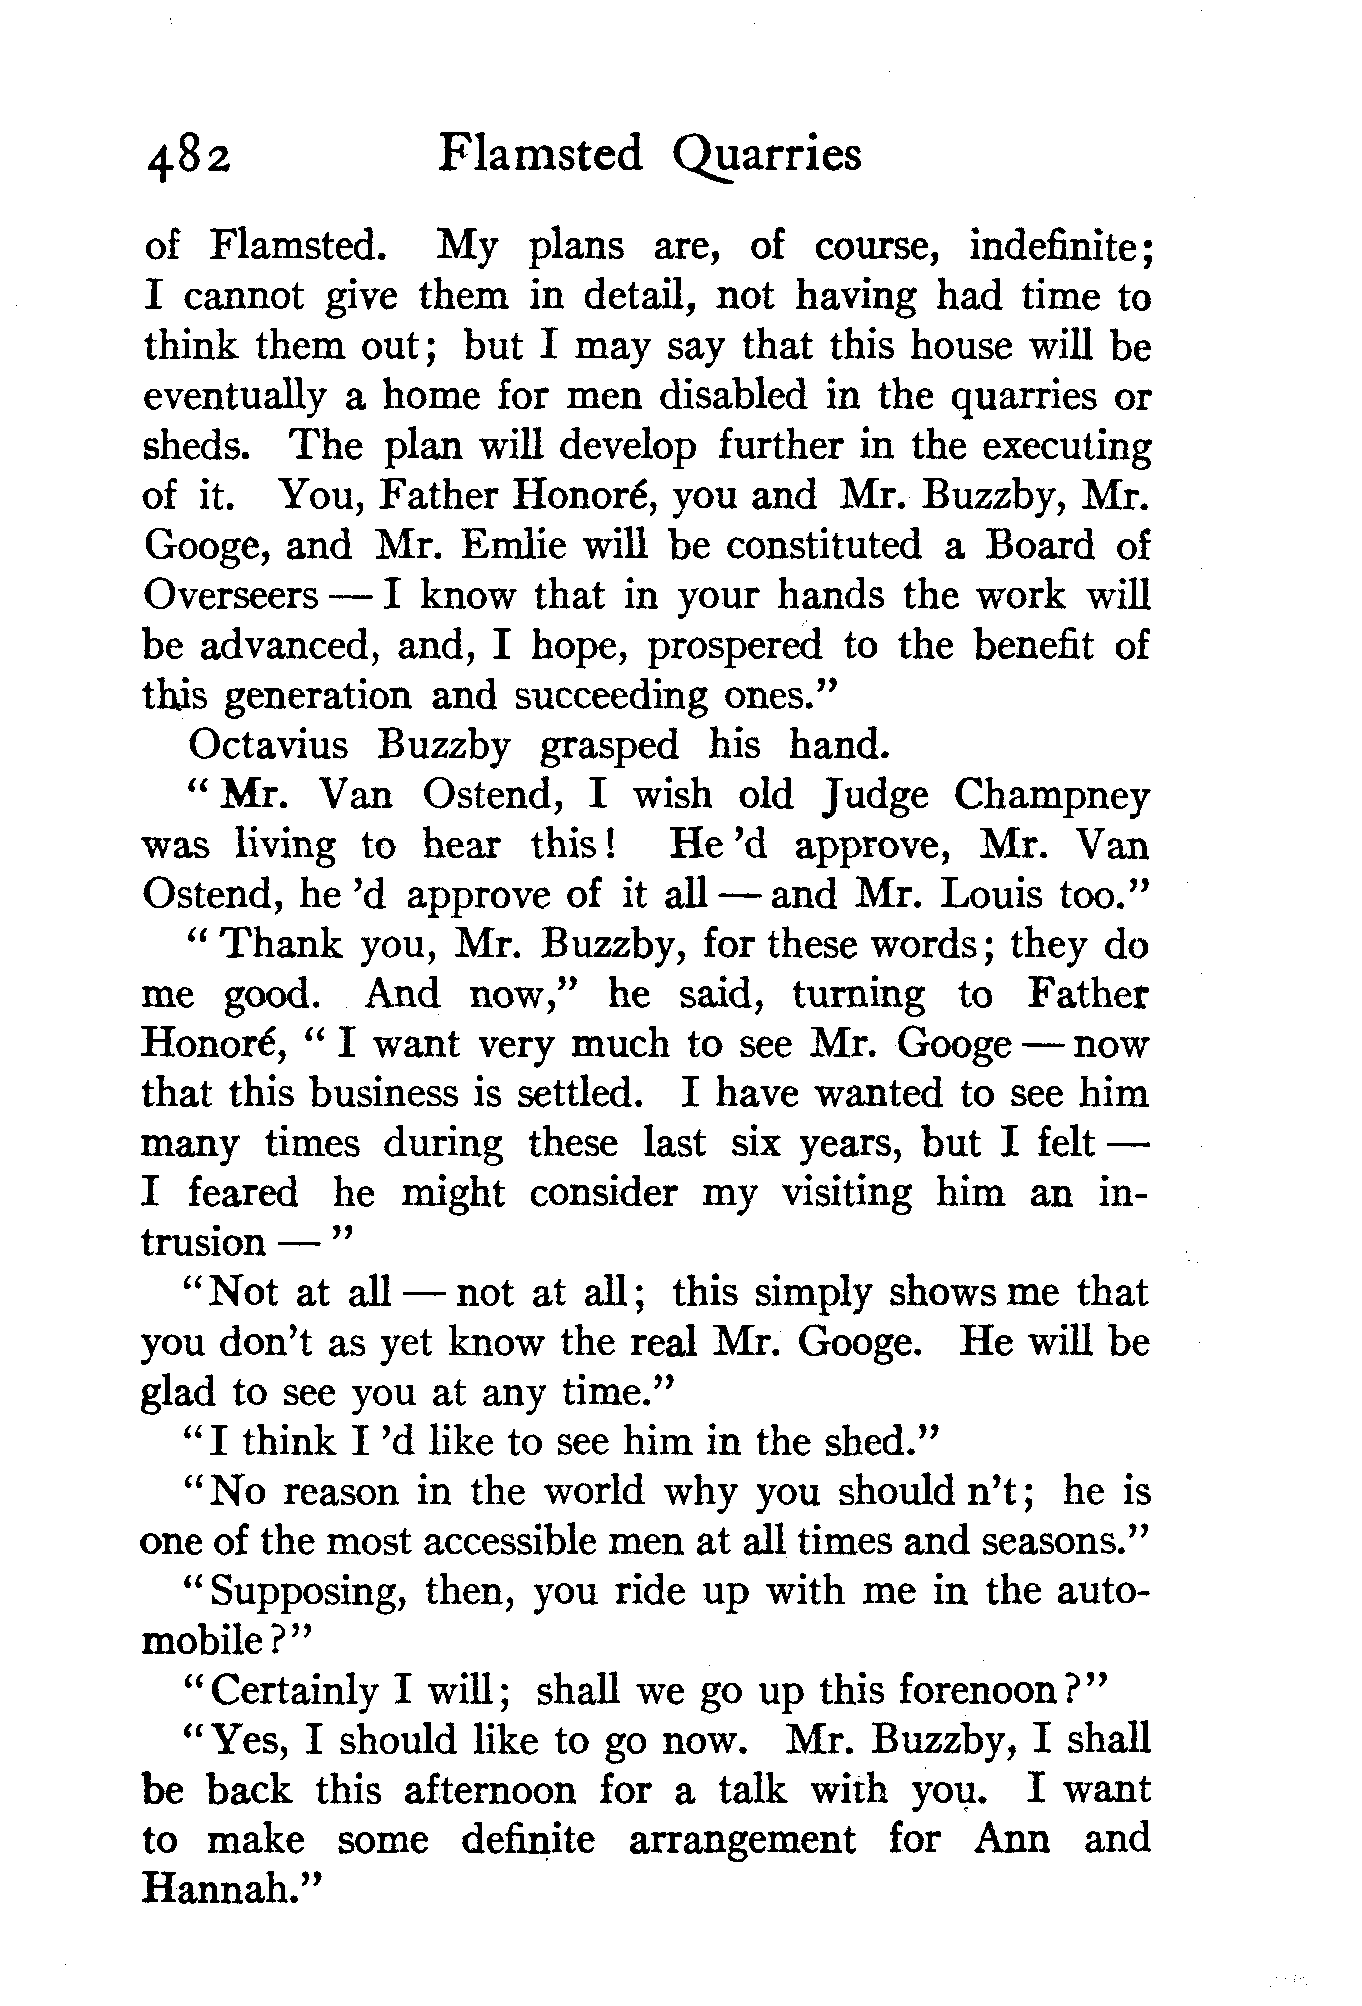 482 Flamsted Quarries
of Flamsted. My plans are, of course, indefinite;
I cannot give them in detail, not having had time to
think them out; but I may say that this house will be
eventually a home for men disabled in the quarries or
sheds. The plan will develop further in the executing
of it. You, Father Honoré, you and Mr. Buzzby, Mr.
Googe, and Mr. Emlie will be constituted a Board of
Overseers — I know that in your hands the work will
be advanced, and, I hope, prospered to the benefit of
this generation and succeeding ones."
Octavius Buzzby grasped his hand.
"Mr. Van Ostend, I wish old Judge Champney
was living to hear this! He 'd approve, Mr. Van
Ostend, he 'd approve of it all — and Mr. Louis too."
"Thank you, Mr. Buzzby, for these words; they do
me good. And now," he said, turning to Father
Honoré, "I want very much to see Mr. Googe — now
that this business is settled. I have wanted to see him
many times during these last six years, but I felt —
I feared he might consider my visiting him an in-
trusion — "
"Not at all — not at all; this simply shows me that
you don't as yet know the real Mr. Googe. He will be
glad to see you at any time."
"I think I 'd like to see him in the shed."
"No reason in the world why you should n't; he is
one of the most accessible men at all times and seasons."
"Supposing, then, you ride up with me in the auto-
mobile?"
"Certainly I will; shall we go up this forenoon?"
"Yes, I should like to go now. Mr. Buzzby, I shall
be back this afternoon for a talk with you. I want
to make some definite arrangement for Ann and
Hannah."